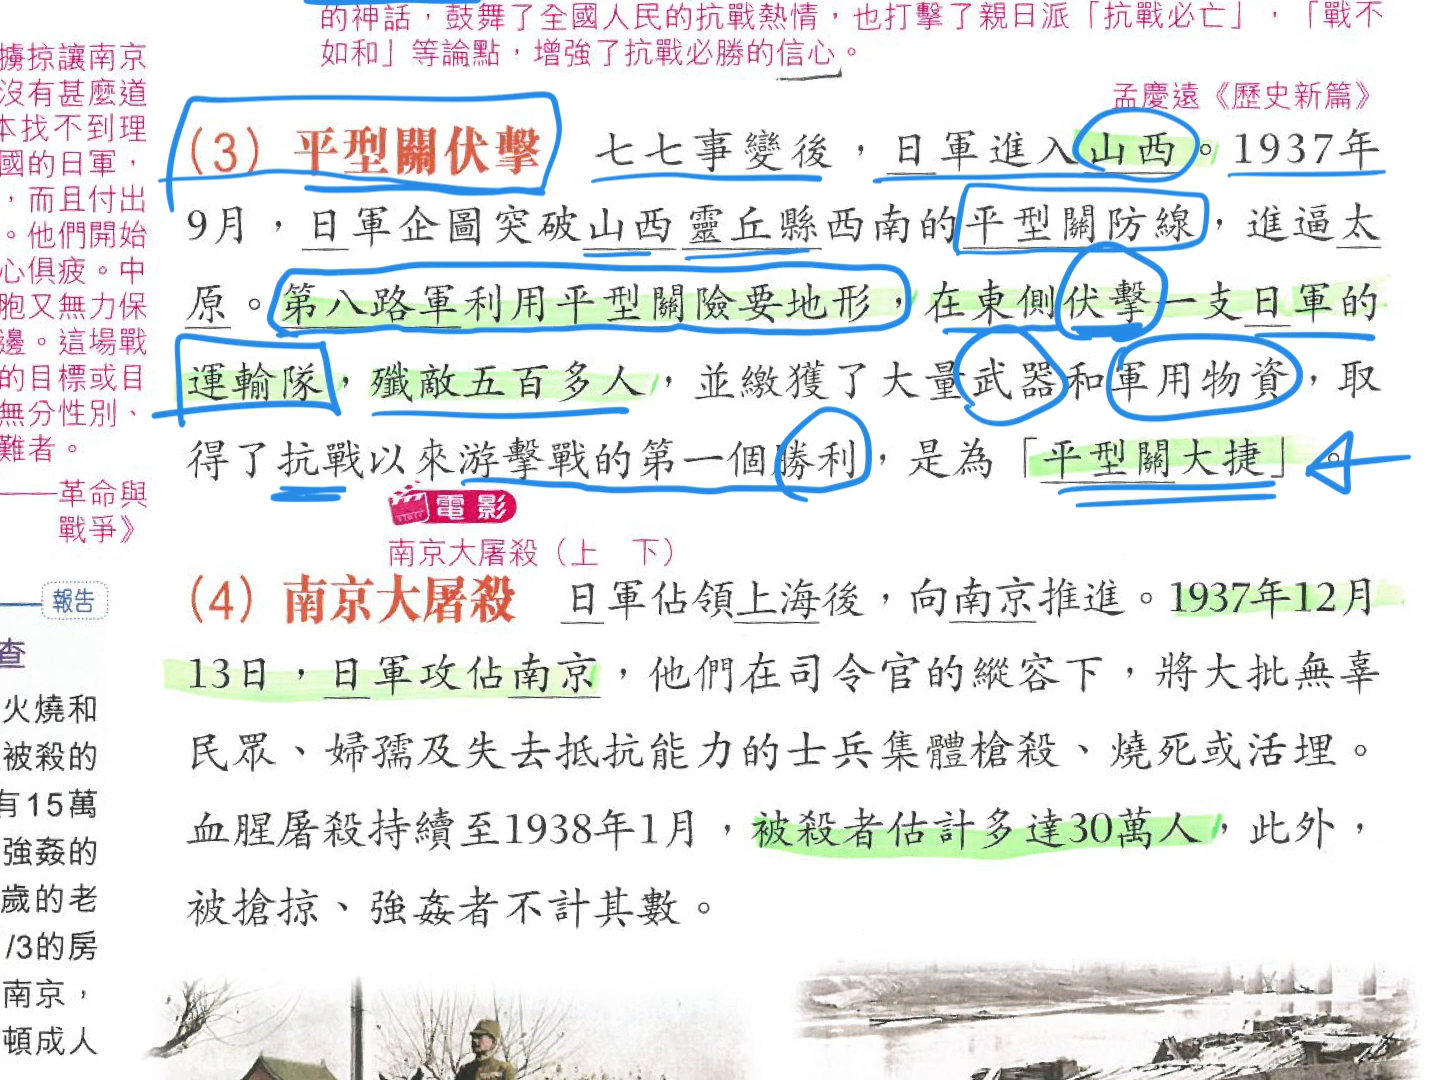 的神話，鼓舞了全國人民的抗戰熱情，也打擊了親日派「抗戰必亡」，「戰不
如和」等論點，增強了抗戰必勝的信心。
孟慶遠《歷史新篇》
擄掠讓南京
沒有甚麼道
本找不到理
國的日軍，
，而且付出
。他們開始
心俱疲。中
胞又無力保
邊。這場戰
的目標或目
無分性別、
難者。
——革命與
戰爭》
報告
查
火燒和
被殺的
有15萬
強姦的
歲的老
/3的房
南京，
頓成人
（3）平型關伏擊　七七事變後，日軍進入山西。1937年
9月，日軍企圖突破山西靈丘縣西南的平型關防線，進逼太
原。第八路軍利用平型關險要地形，在東側伏擊一支日軍的
運輸隊，殲敵五百多人，並繳獲了大量武器和軍用物資，取
得了抗戰以來游擊戰的第一個勝利，是為「平型關大捷」。
電影
南京大屠殺（上　下）
（4）南京大屠殺　日軍佔領上海後，向南京推進。1937年12月
13日，日軍攻佔南京，他們在司令官的縱容下，將大批無辜
民眾、婦孺及失去抵抗能力的士兵集體槍殺、燒死或活埋。
血腥屠殺持續至1938年1月，被殺者估計多達30萬人，此外，
被搶掠、強姦者不計其數。